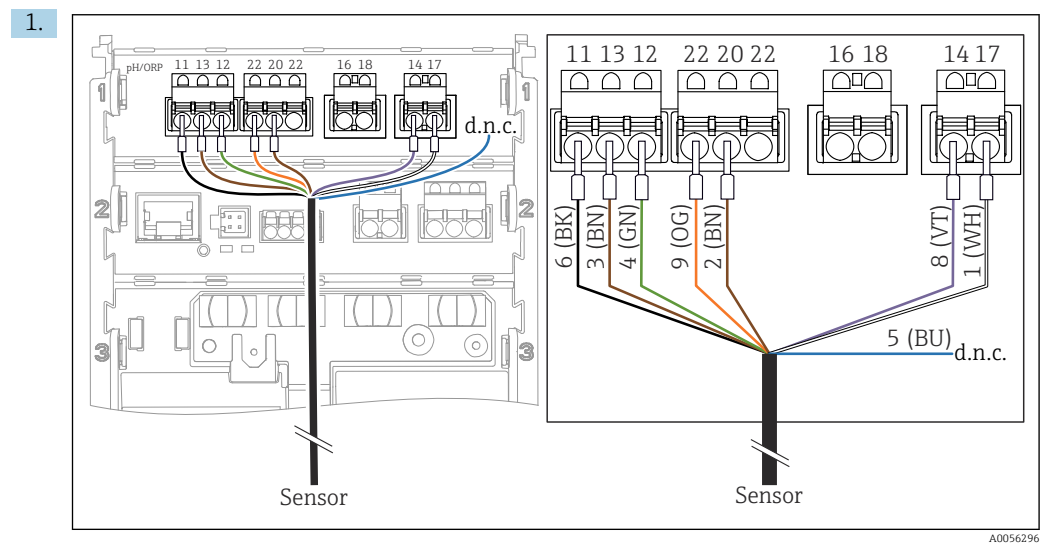 1.
pH/ORP 11 13 12 22 20 22 16 18 14 17
d.n.c.
1 1
2 2
3 3
Sensor
11 13 12 22 20 22 16 18 14 17
6 (BK)
3 (BN)
4 (GN)
9 (OG)
2 (BN)
8 (VT)
1 (WH)
5 (BU)
d.n.c.
Sensor
A0056296